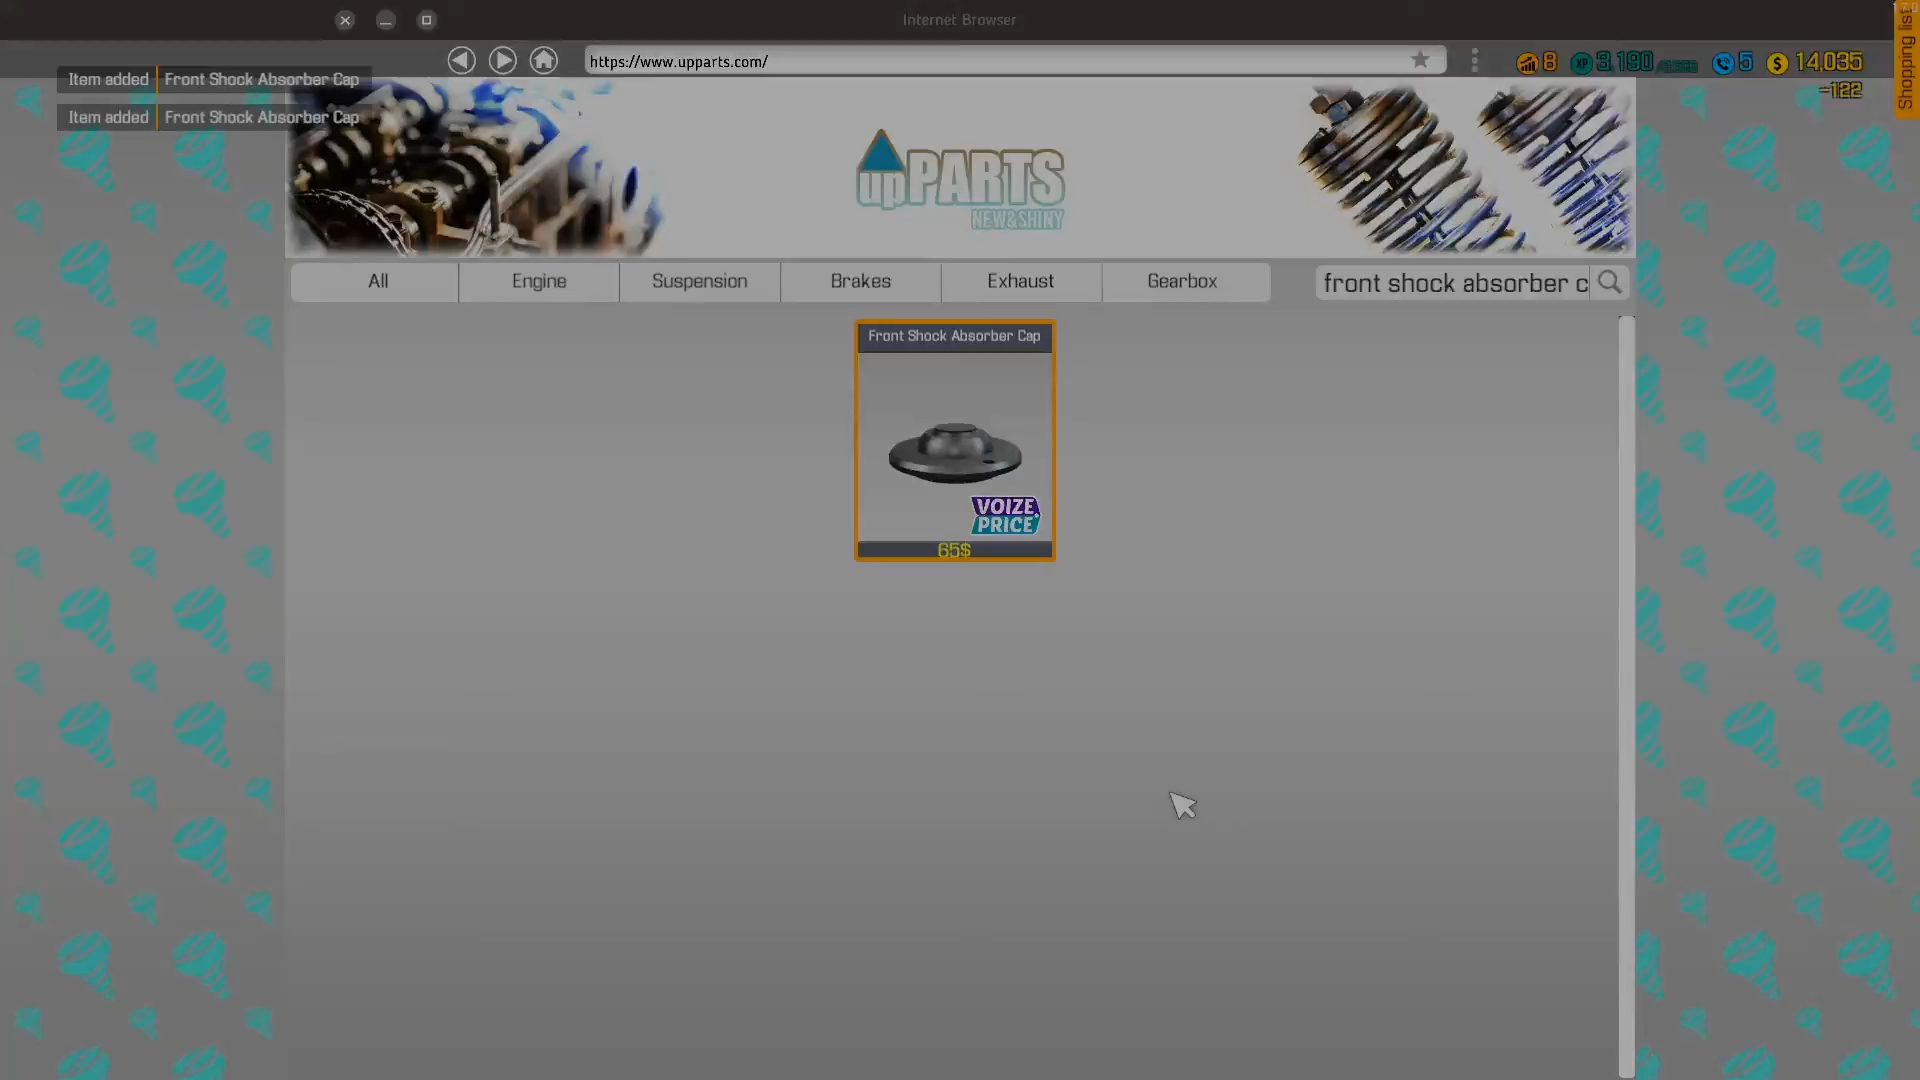 Internet Browser
https://www.upparts.com/
8
3,190
5
14,035
-122
Shopping list
Item added Front Shock Absorber Cap
Item added Front Shock Absorber Cap
upPARTS
NEW&SHINY
All Engine Suspension Brakes Exhaust Gearbox
front shock absorber c
Front Shock Absorber Cap
VOIZE
PRICE
65$